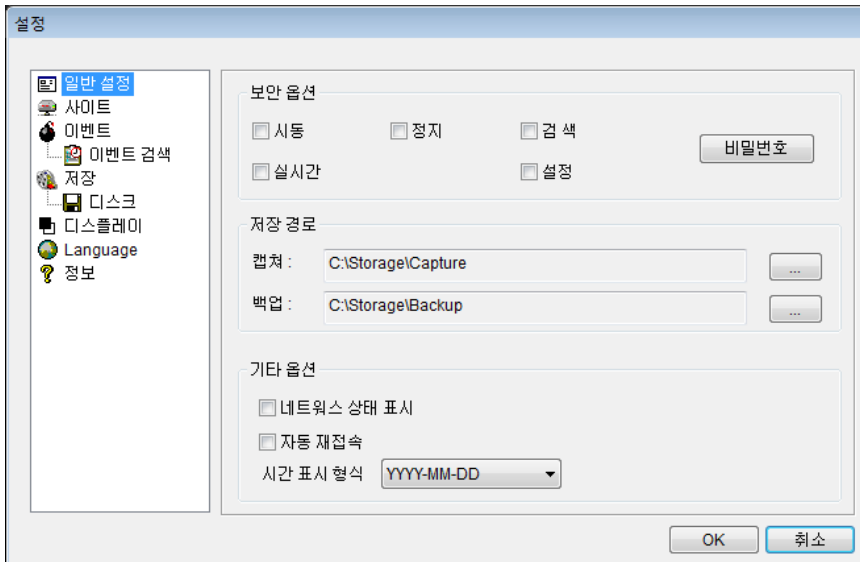 설정
일반 설정
사이트
이벤트
이벤트 검색
저장
디스크
디스플레이
Language
정보
보안 옵션
시동
정지
검 색
비밀번호
실시간
설정
저장 경로
캡쳐 : C:\Storage\Capture ...
백업 : C:\Storage\Backup ...
기타 옵션
네트워스 상태 표시
자동 재접속
시간 표시 형식 YYYY-MM-DD
OK 취소